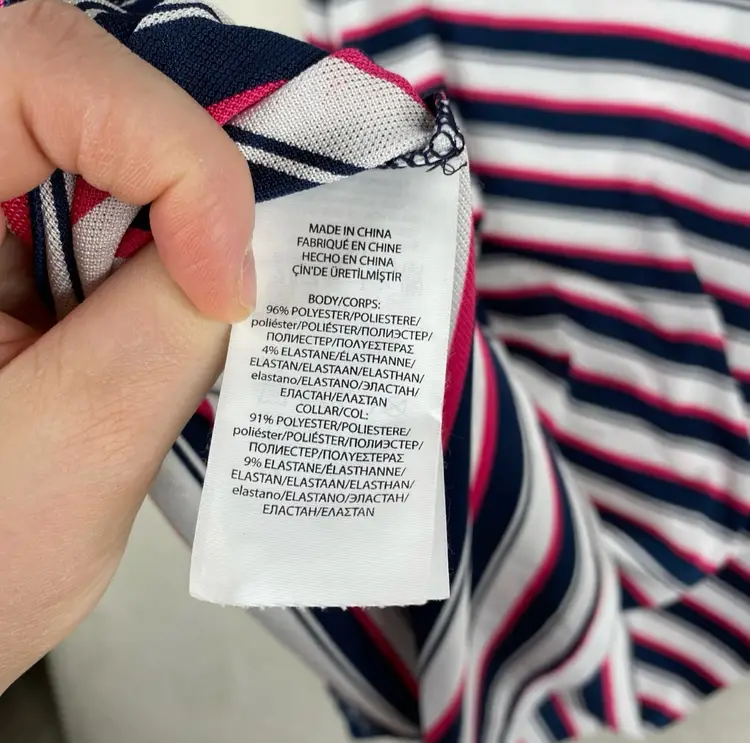 MADE IN CHINA
FABRIQUÉ EN CHINE
HECHO EN CHINA
ÇİN'DE ÜRETİLMİŞTİR
BODY/CORPS:
96% POLYESTER/POLIESTERE/
poliéster/POLIÉSTER/ПОЛИЭСТЕР/
ПОЛИЕСТЕР/ΠΟΛΥΕΣΤΕΡΑΣ
4% ELASTANE/ÉLASTHANNE/
ELASTAN/ELASTAAN/ELASTHAN/
elastano/ELASTANO/ЭЛАСТАН/
ЕЛАСТАН/ΕΛΑΣΤΑΝ
COLLAR/COL:
91% POLYESTER/POLIESTERE/
poliéster/POLIÉSTER/ПОЛИЭСТЕР/
ПОЛИЕСТЕР/ΠΟΛΥΕΣΤΕΡΑΣ
9% ELASTANE/ÉLASTHANNE/
ELASTAN/ELASTAAN/ELASTHAN/
elastano/ELASTANO/ЭЛАСТАН/
ЕЛАСТАН/ΕΛΑΣΤΑΝ